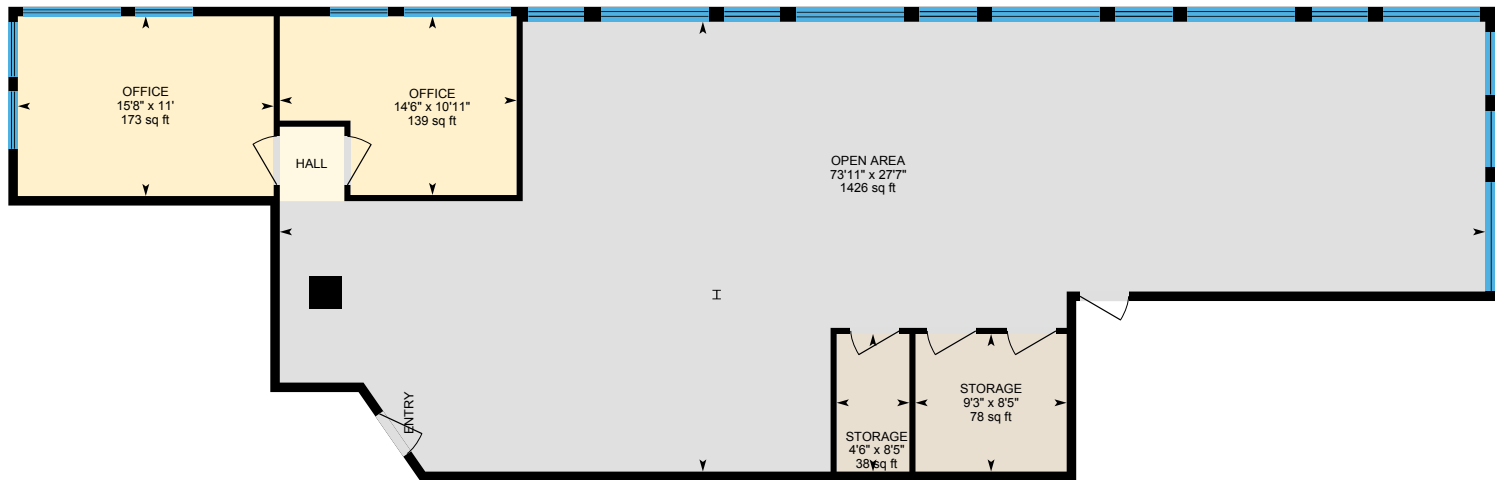 OFFICE
15'8" x 11'
173 sq ft
OFFICE
14'6" x 10'11"
139 sq ft
HALL
OPEN AREA
73'11" x 27'7"
1426 sq ft
ENTRY
STORAGE
9'3" x 8'5"
78 sq ft
STORAGE
4'6" x 8'5"
38 sq ft